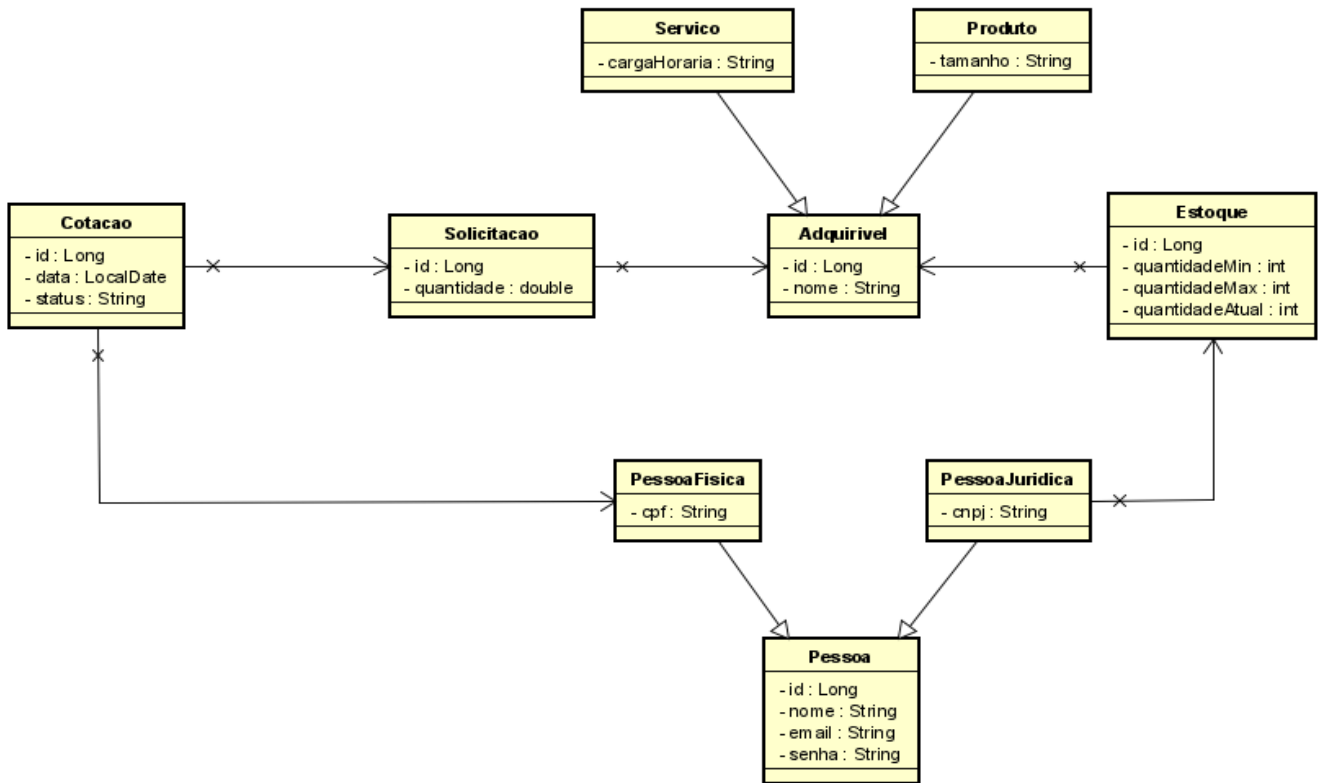 Servico
- cargaHoraria : String
Produto
- tamanho : String
Cotacao
- id : Long
- data : LocalDate
- status : String
Solicitacao
- id : Long
- quantidade : double
Adquirivel
- id : Long
- nome : String
Estoque
- id : Long
- quantidadeMin : int
- quantidadeMax : int
- quantidadeAtual : int
PessoaFisica
- cpf : String
PessoaJuridica
- cnpj : String
Pessoa
- id : Long
- nome : String
- email : String
- senha : String